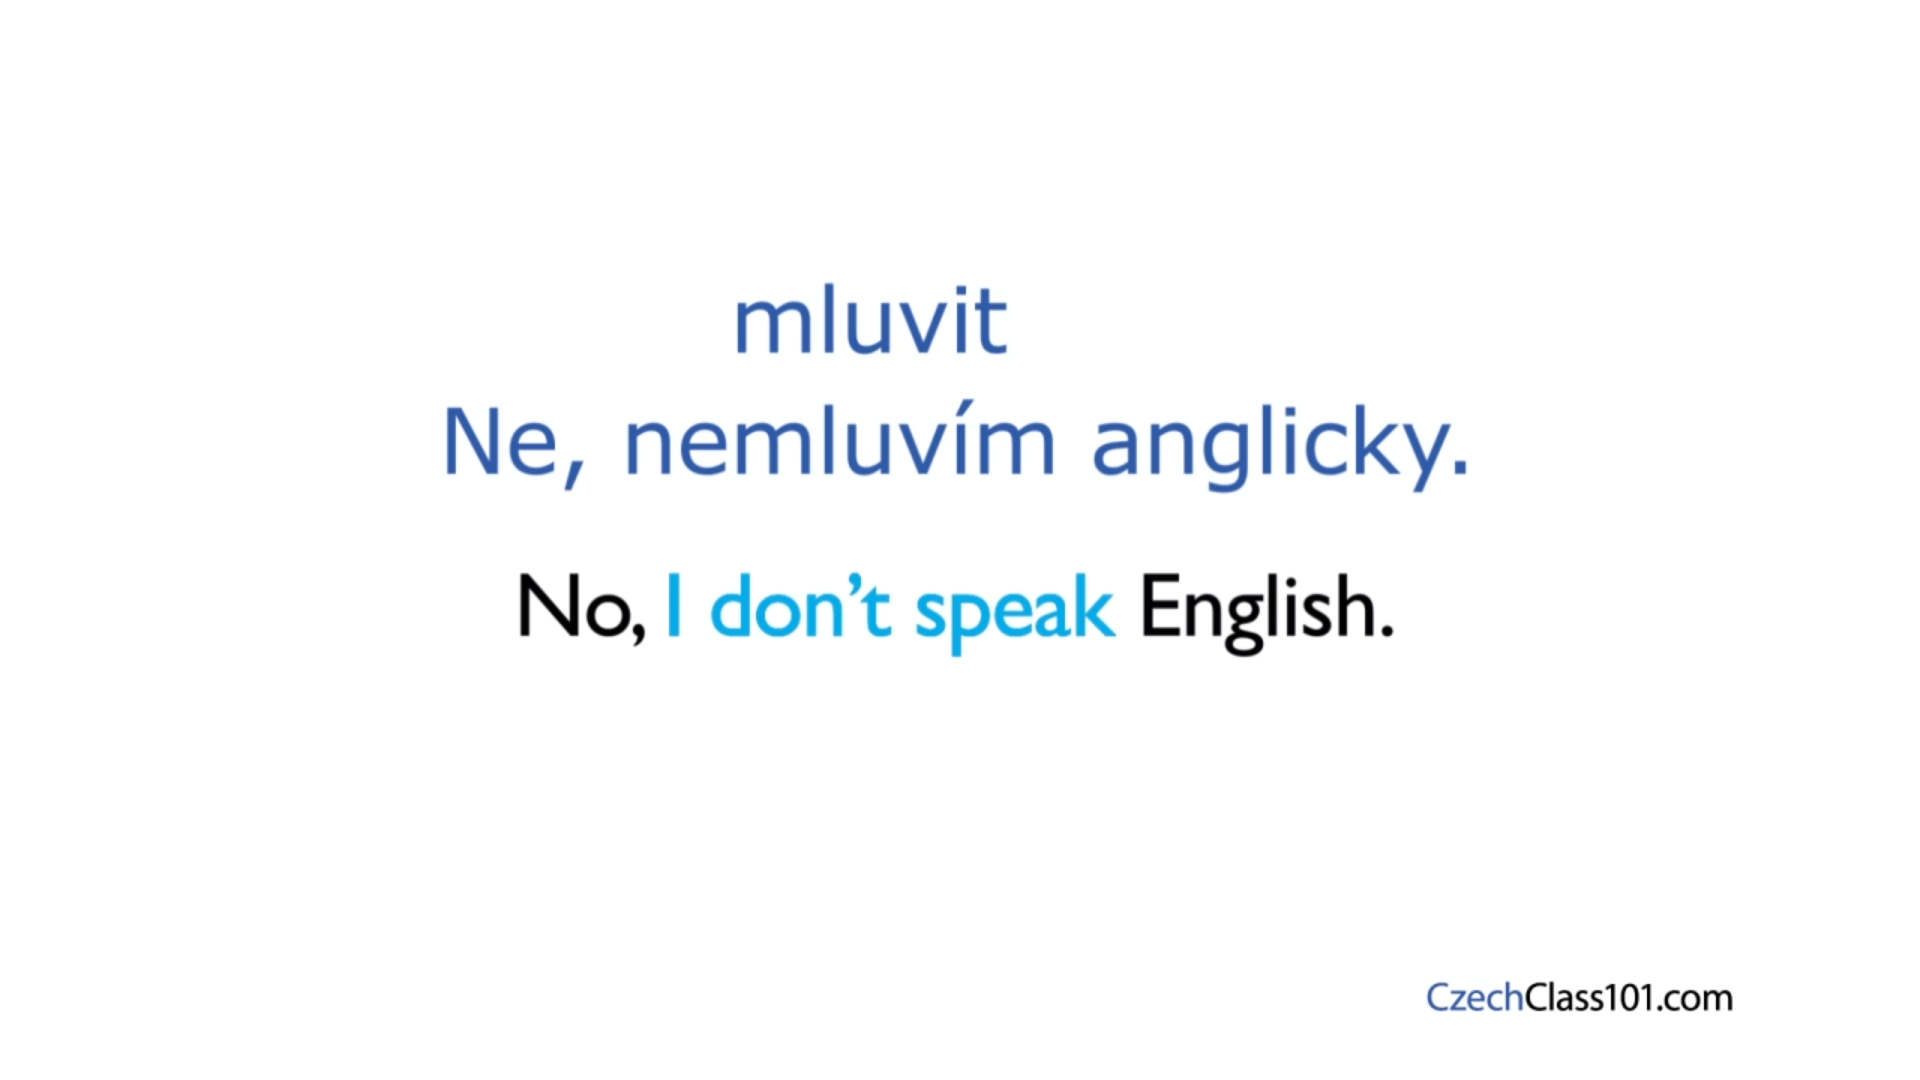 mluvit
Ne, nemluvím anglicky.
No, I don’t speak English.
CzechClass101.com